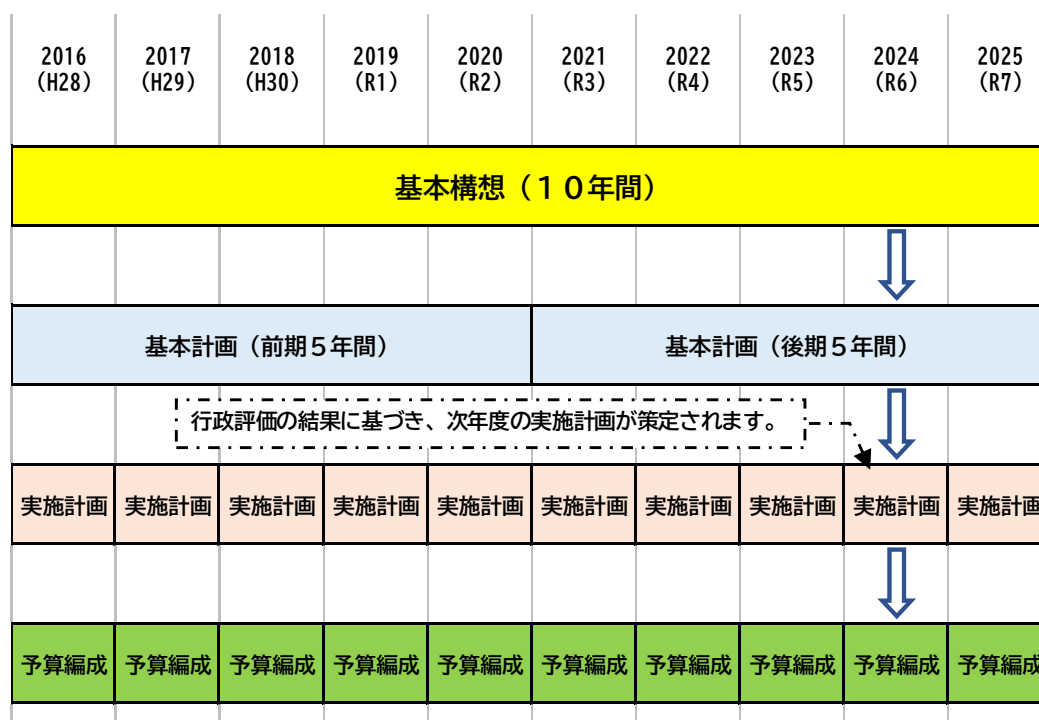 2016 2017 2018 2019 2020 2021 2022 2023 2024 2025
(H28) (H29) (H30) (R1) (R2) (R3) (R4) (R5) (R6) (R7)
基本構想（１０年間）
基本計画（前期５年間） 基本計画（後期５年間）
行政評価の結果に基づき、次年度の実施計画が策定されます。
実施計画 実施計画 実施計画 実施計画 実施計画 実施計画 実施計画 実施計画 実施計画 実施計画
予算編成 予算編成 予算編成 予算編成 予算編成 予算編成 予算編成 予算編成 予算編成 予算編成